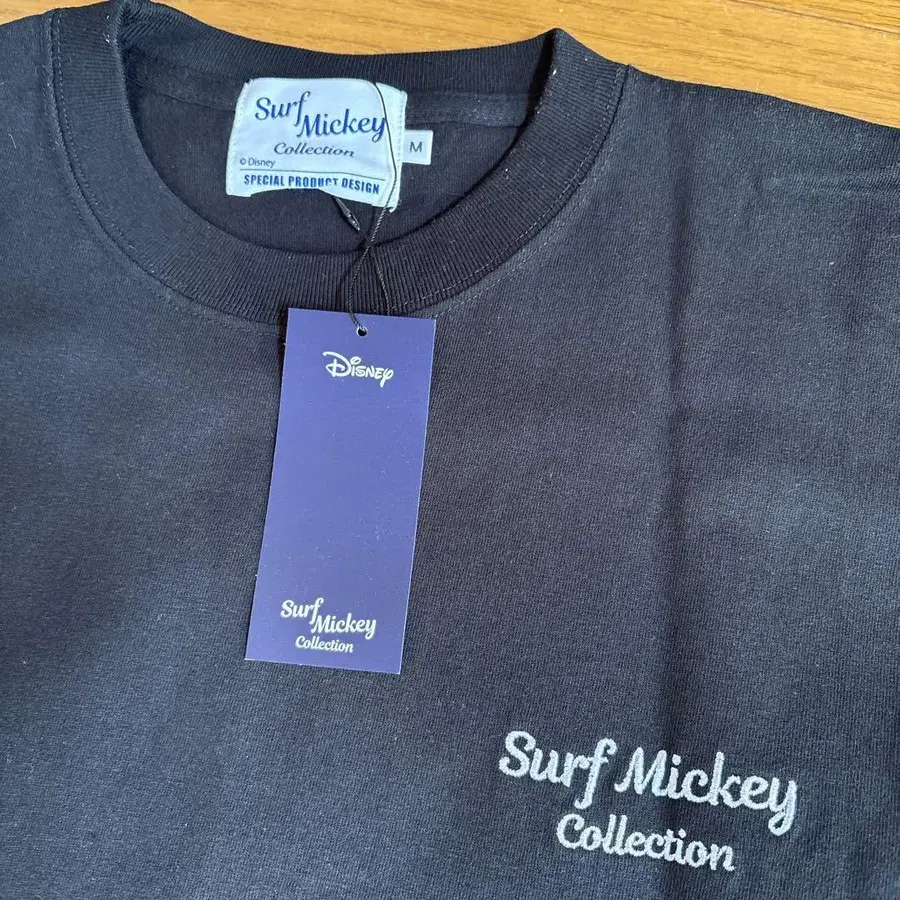 Surf
Mickey
Collection
© Disney
SPECIAL PRODUCT DESIGN
M
Disney
Surf
Mickey
Collection
Surf Mickey
Collection